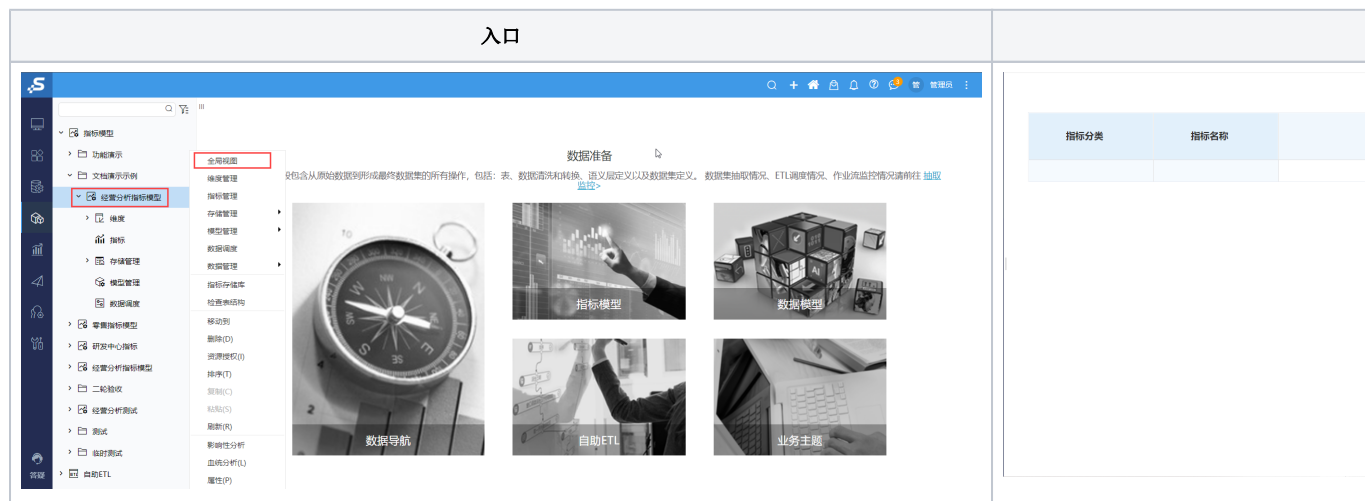 入口
管 管理员
3
指标模型
功能演示
文档演示示例
经营分析指标模型
维度
指标
存储管理
模型管理
数据调度
零售指标模型
研发中心指标
经营分析指标模型
二轮验收
经营分析测试
测试
临时测试
自助ETL
答疑
全局视图
维度管理
指标管理
存储管理
模型管理
数据调度
数据管理
指标存储库
检查表结构
移动到
删除(D)
资源授权(I)
排序(T)
复制(C)
粘贴(S)
刷新(R)
影响性分析
血统分析(L)
属性(P)
数据准备
包含从原始数据到形成最终数据集的所有操作，包括：表、数据清洗和转换、语义层定义以及数据集定义。 数据集抽取情况、ETL调度情况、作业流监控情况请前往 抽取
监控>
数据导航
指标模型
数据模型
自助ETL
业务主题
指标分类
指标名称